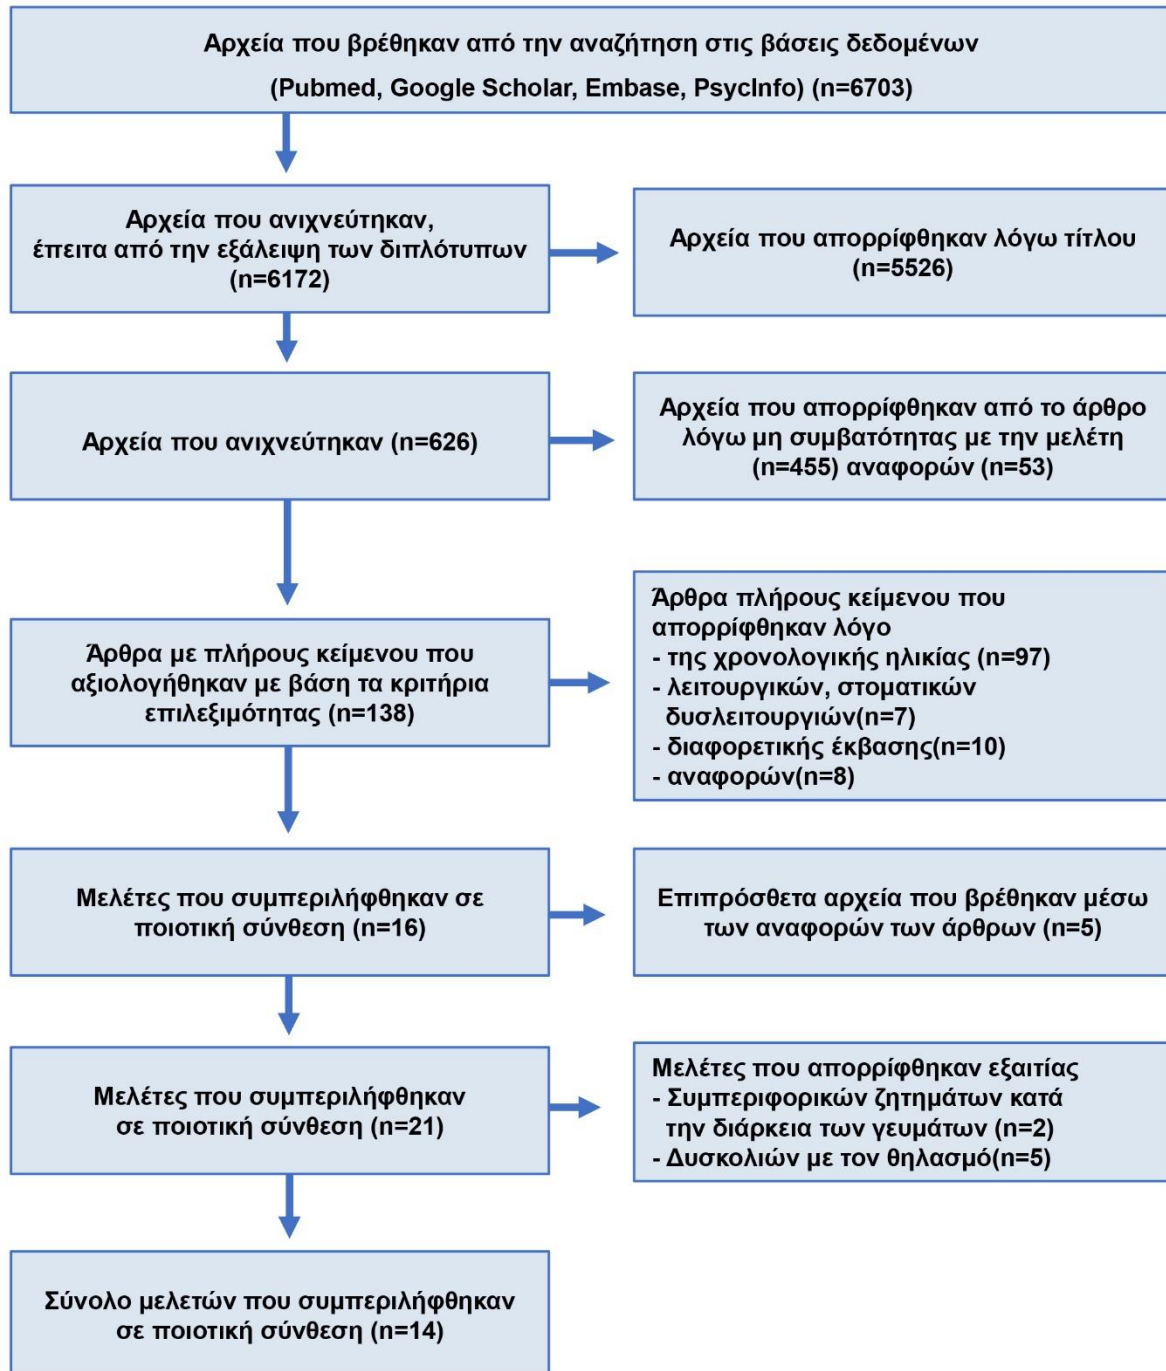 Αρχεία που βρέθηκαν από την αναζήτηση στις βάσεις δεδομένων
(Pubmed, Google Scholar, Embase, PsycInfo) (n=6703)
Αρχεία που ανιχνεύτηκαν,
έπειτα από την εξάλειψη των διπλότυπων
(n=6172)
Αρχεία που απορρίφθηκαν λόγω τίτλου
(n=5526)
Αρχεία που ανιχνεύτηκαν (n=626)
Αρχεία που απορρίφθηκαν από το άρθρο
λόγω μη συμβατότητας με την μελέτη
(n=455) αναφορών (n=53)
Άρθρα με πλήρους κείμενου που
αξιολογήθηκαν με βάση τα κριτήρια
επιλεξιμότητας (n=138)
Άρθρα πλήρους κείμενου που
απορρίφθηκαν λόγο
- της χρονολογικής ηλικίας (n=97)
- λειτουργικών, στοματικών
δυσλειτουργιών(n=7)
- διαφορετικής έκβασης(n=10)
- αναφορών(n=8)
Μελέτες που συμπεριλήφθηκαν σε
ποιοτική σύνθεση (n=16)
Επιπρόσθετα αρχεία που βρέθηκαν μέσω
των αναφορών των άρθρων (n=5)
Μελέτες που συμπεριλήφθηκαν
σε ποιοτική σύνθεση (n=21)
Μελέτες που απορρίφθηκαν εξαιτίας
- Συμπεριφορικών ζητημάτων κατά
την διάρκεια των γευμάτων (n=2)
- Δυσκολιών με τον θηλασμό(n=5)
Σύνολο μελετών που συμπεριλήφθηκαν
σε ποιοτική σύνθεση (n=14)